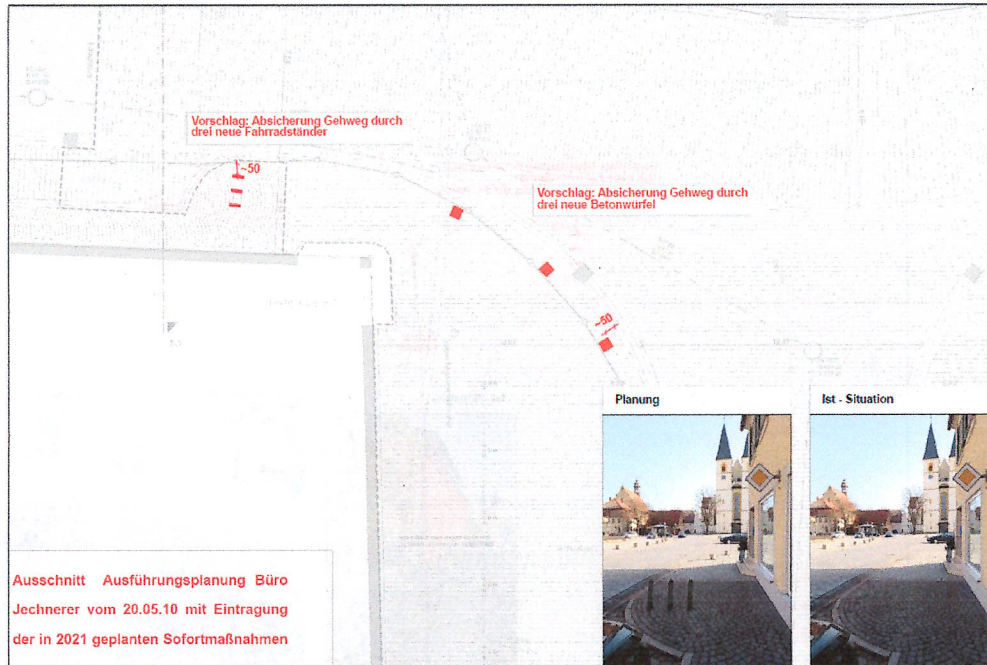 Vorschlag: Absicherung Gehweg durch
drei neue Fahrradständer
~50
Vorschlag: Absicherung Gehweg durch
drei neue Betonwürfel
~50
Planung
Ist - Situation
Ausschnitt Ausführungsplanung Büro
Jechnerer vom 20.05.10 mit Eintragung
der in 2021 geplanten Sofortmaßnahmen